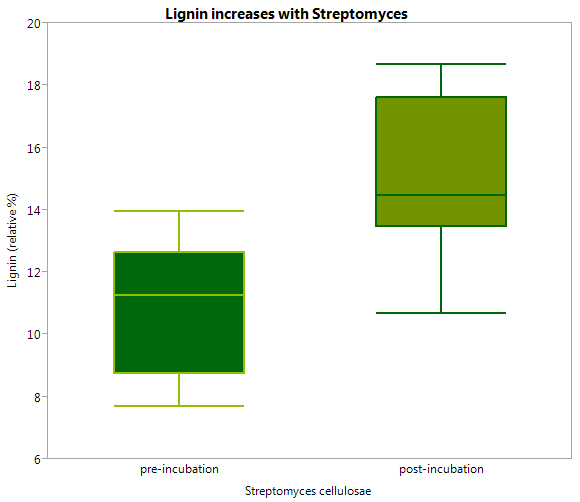 Lignin increases with Streptomyces
20
18
16
14
12
10
8
6
Lignin (relative %)
pre-incubation post-incubation
Streptomyces cellulosae